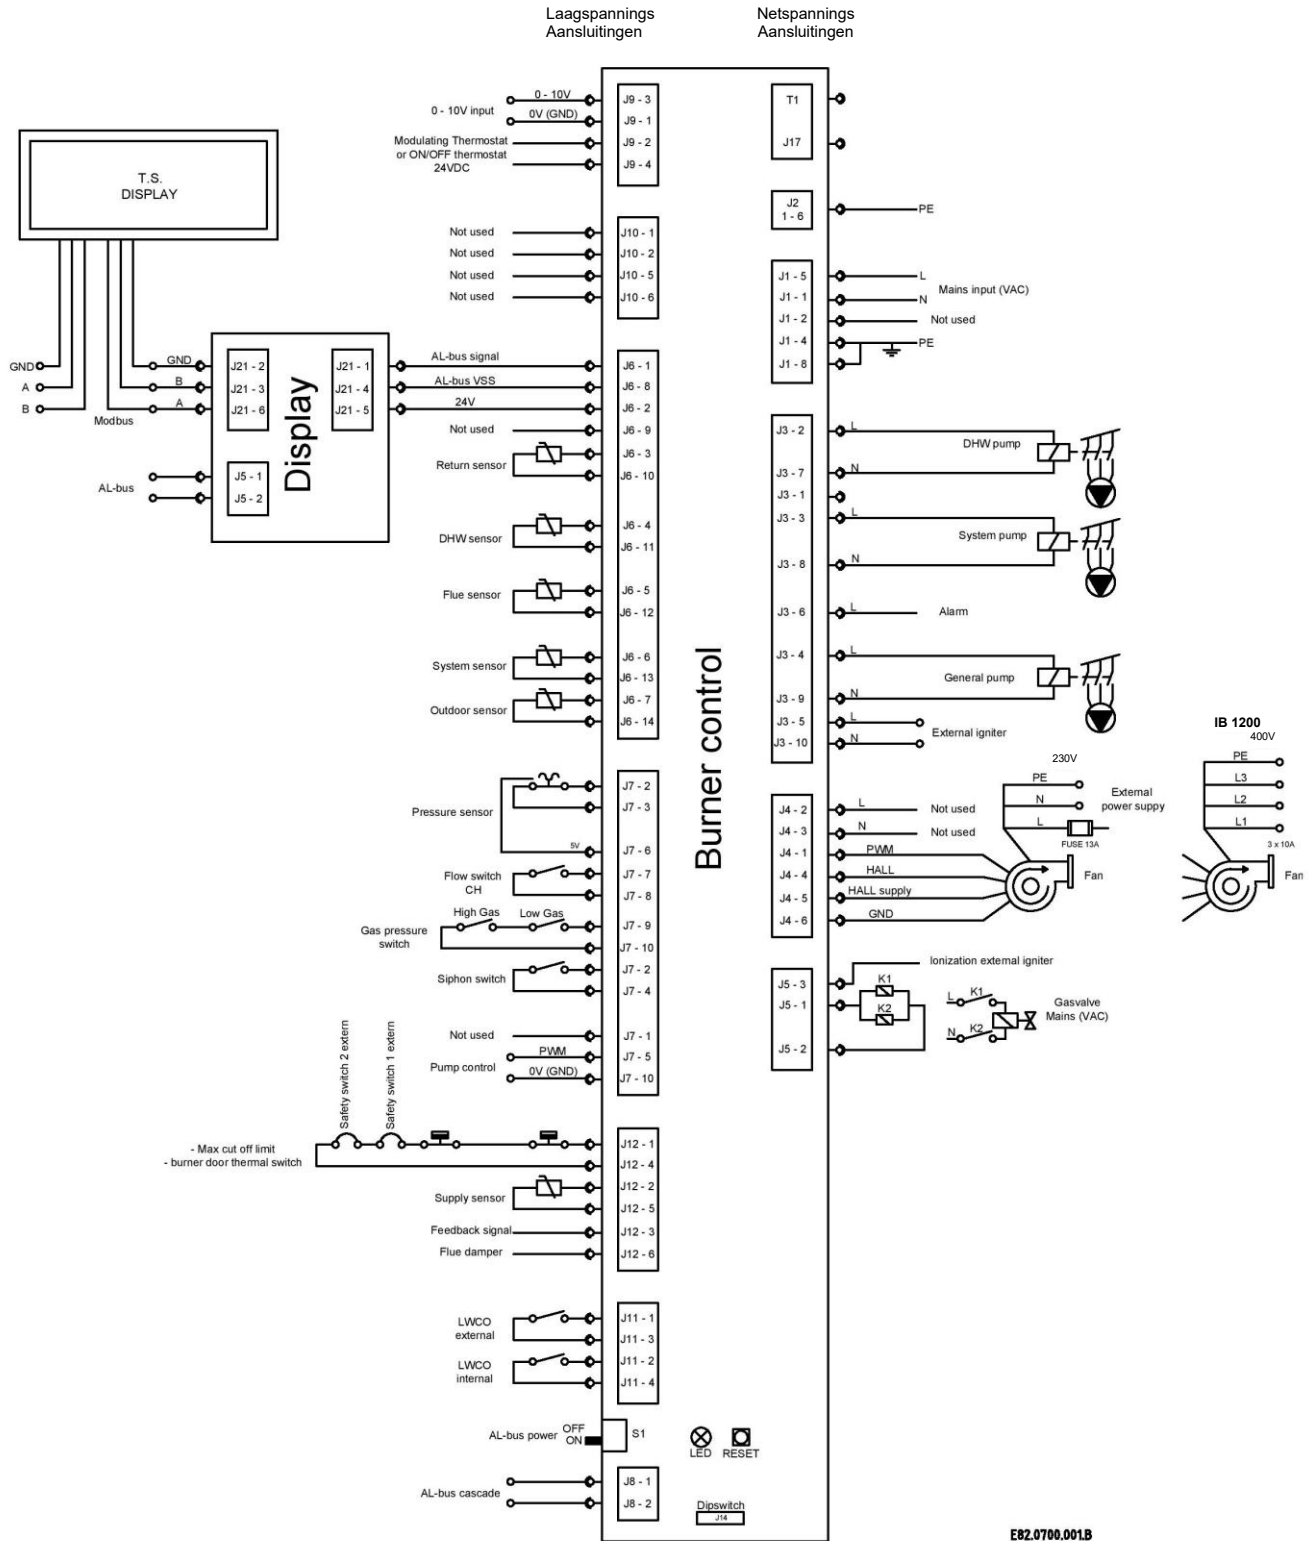 Laagspannings
Aansluitingen
Netspannings
Aansluitingen
0 - 10V input
0 - 10V
0V (GND)
Modulating Thermostat
or ON/OFF thermostat
24VDC
J9 - 3
J9 - 1
J9 - 2
J9 - 4
Not used
Not used
Not used
Not used
J10 - 1
J10 - 2
J10 - 5
J10 - 6
T.S.
DISPLAY
GND
A
B
Modbus
GND
B
A
AL-bus
J21 - 2
J21 - 3
J21 - 6
J5 - 1
J5 - 2
Display
J21 - 1
J21 - 4
J21 - 5
AL-bus signal
AL-bus VSS
24V
Not used
Return sensor
DHW sensor
Flue sensor
System sensor
Outdoor sensor
J6 - 1
J6 - 8
J6 - 2
J6 - 9
J6 - 3
J6 - 10
J6 - 4
J6 - 11
J6 - 5
J6 - 12
J6 - 6
J6 - 13
J6 - 7
J6 - 14
Pressure sensor
5V
Flow switch
CH
High Gas
Low Gas
Gas pressure
switch
Siphon switch
Not used
Pump control
PWM
0V (GND)
J7 - 2
J7 - 3
J7 - 6
J7 - 7
J7 - 8
J7 - 9
J7 - 10
J7 - 2
J7 - 4
J7 - 1
J7 - 5
J7 - 10
Safety switch 2 extern
Safety switch 1 extern
- Max cut off limit
- burner door thermal switch
Supply sensor
Feedback signal
Flue damper
J12 - 1
J12 - 4
J12 - 2
J12 - 5
J12 - 3
J12 - 6
LWCO
external
LWCO
internal
J11 - 1
J11 - 3
J11 - 2
J11 - 4
AL-bus power
OFF
ON
S1
AL-bus cascade
J8 - 1
J8 - 2
Burner control
LED
RESET
Dipswitch
J14
T1
J17
J2
1 - 6
PE
J1 - 5
J1 - 1
J1 - 2
J1 - 4
J1 - 8
L
N
Mains input (VAC)
Not used
PE
J3 - 2
J3 - 7
J3 - 1
J3 - 3
J3 - 8
J3 - 6
J3 - 4
J3 - 9
J3 - 5
J3 - 10
L
DHW pump
N
L
System pump
N
L
Alarm
L
General pump
N
L
N
External igniter
J4 - 2
J4 - 3
J4 - 1
J4 - 4
J4 - 5
J4 - 6
L
Not used
N
Not used
PWM
HALL
HALL supply
GND
230V
PE
N
L
External
power suppy
FUSE 13A
Fan
IB 1200
400V
PE
L3
L2
L1
3 x 10A
Fan
J5 - 3
J5 - 1
J5 - 2
Ionization external igniter
K1
K2
L
K1
N
K2
Gasvalve
Mains (VAC)
E82.0700.001.B